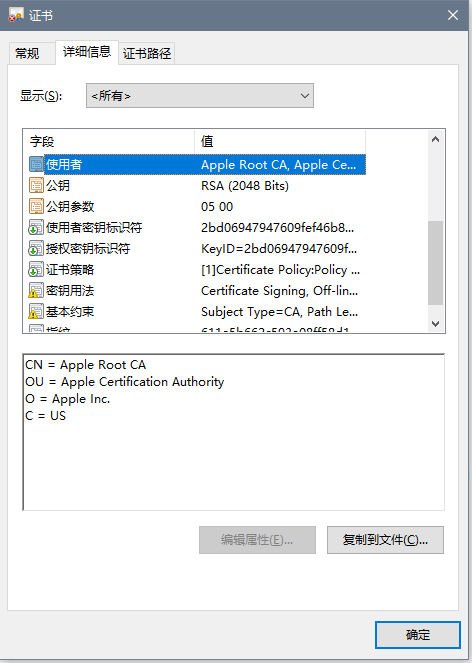 证书
常规 详细信息 证书路径
显示(S): <所有>
字段 值
使用者 Apple Root CA, Apple Ce...
公钥 RSA (2048 Bits)
公钥参数 05 00
使用者密钥标识符 2bd06947947609fef46b8...
授权密钥标识符 KeyID=2bd06947947609f...
证书策略 [1]Certificate Policy:Policy ...
密钥用法 Certificate Signing, Off-lin...
基本约束 Subject Type=CA, Path Le...
指纹 611e5b662c593a08ff58d1
CN = Apple Root CA
OU = Apple Certification Authority
O = Apple Inc.
C = US
编辑属性(E)... 复制到文件(C)...
确定